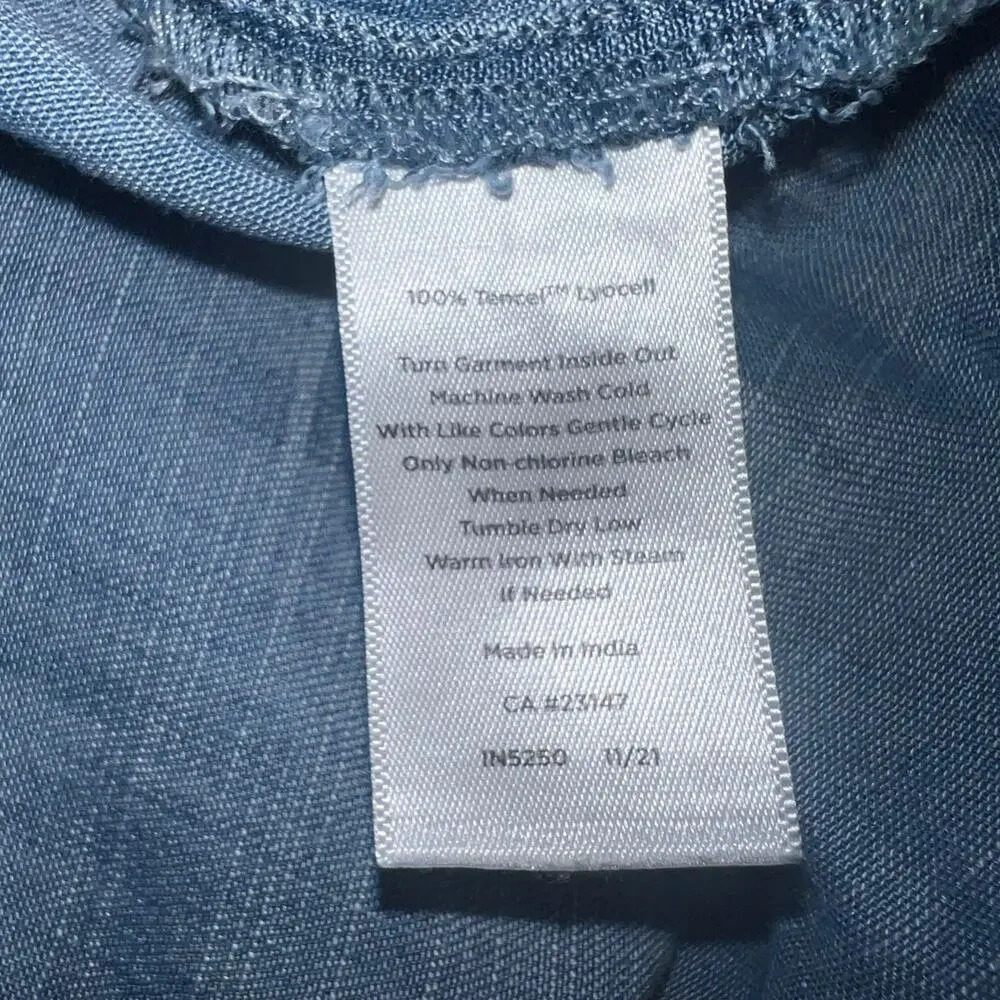 100% Tencel™ Lyocell
Turn Garment Inside Out
Machine Wash Cold
With Like Colors Gentle Cycle
Only Non-chlorine Bleach
When Needed
Tumble Dry Low
Warm Iron With Steam
If Needed
Made In India
CA #23147
IN5250 11/21